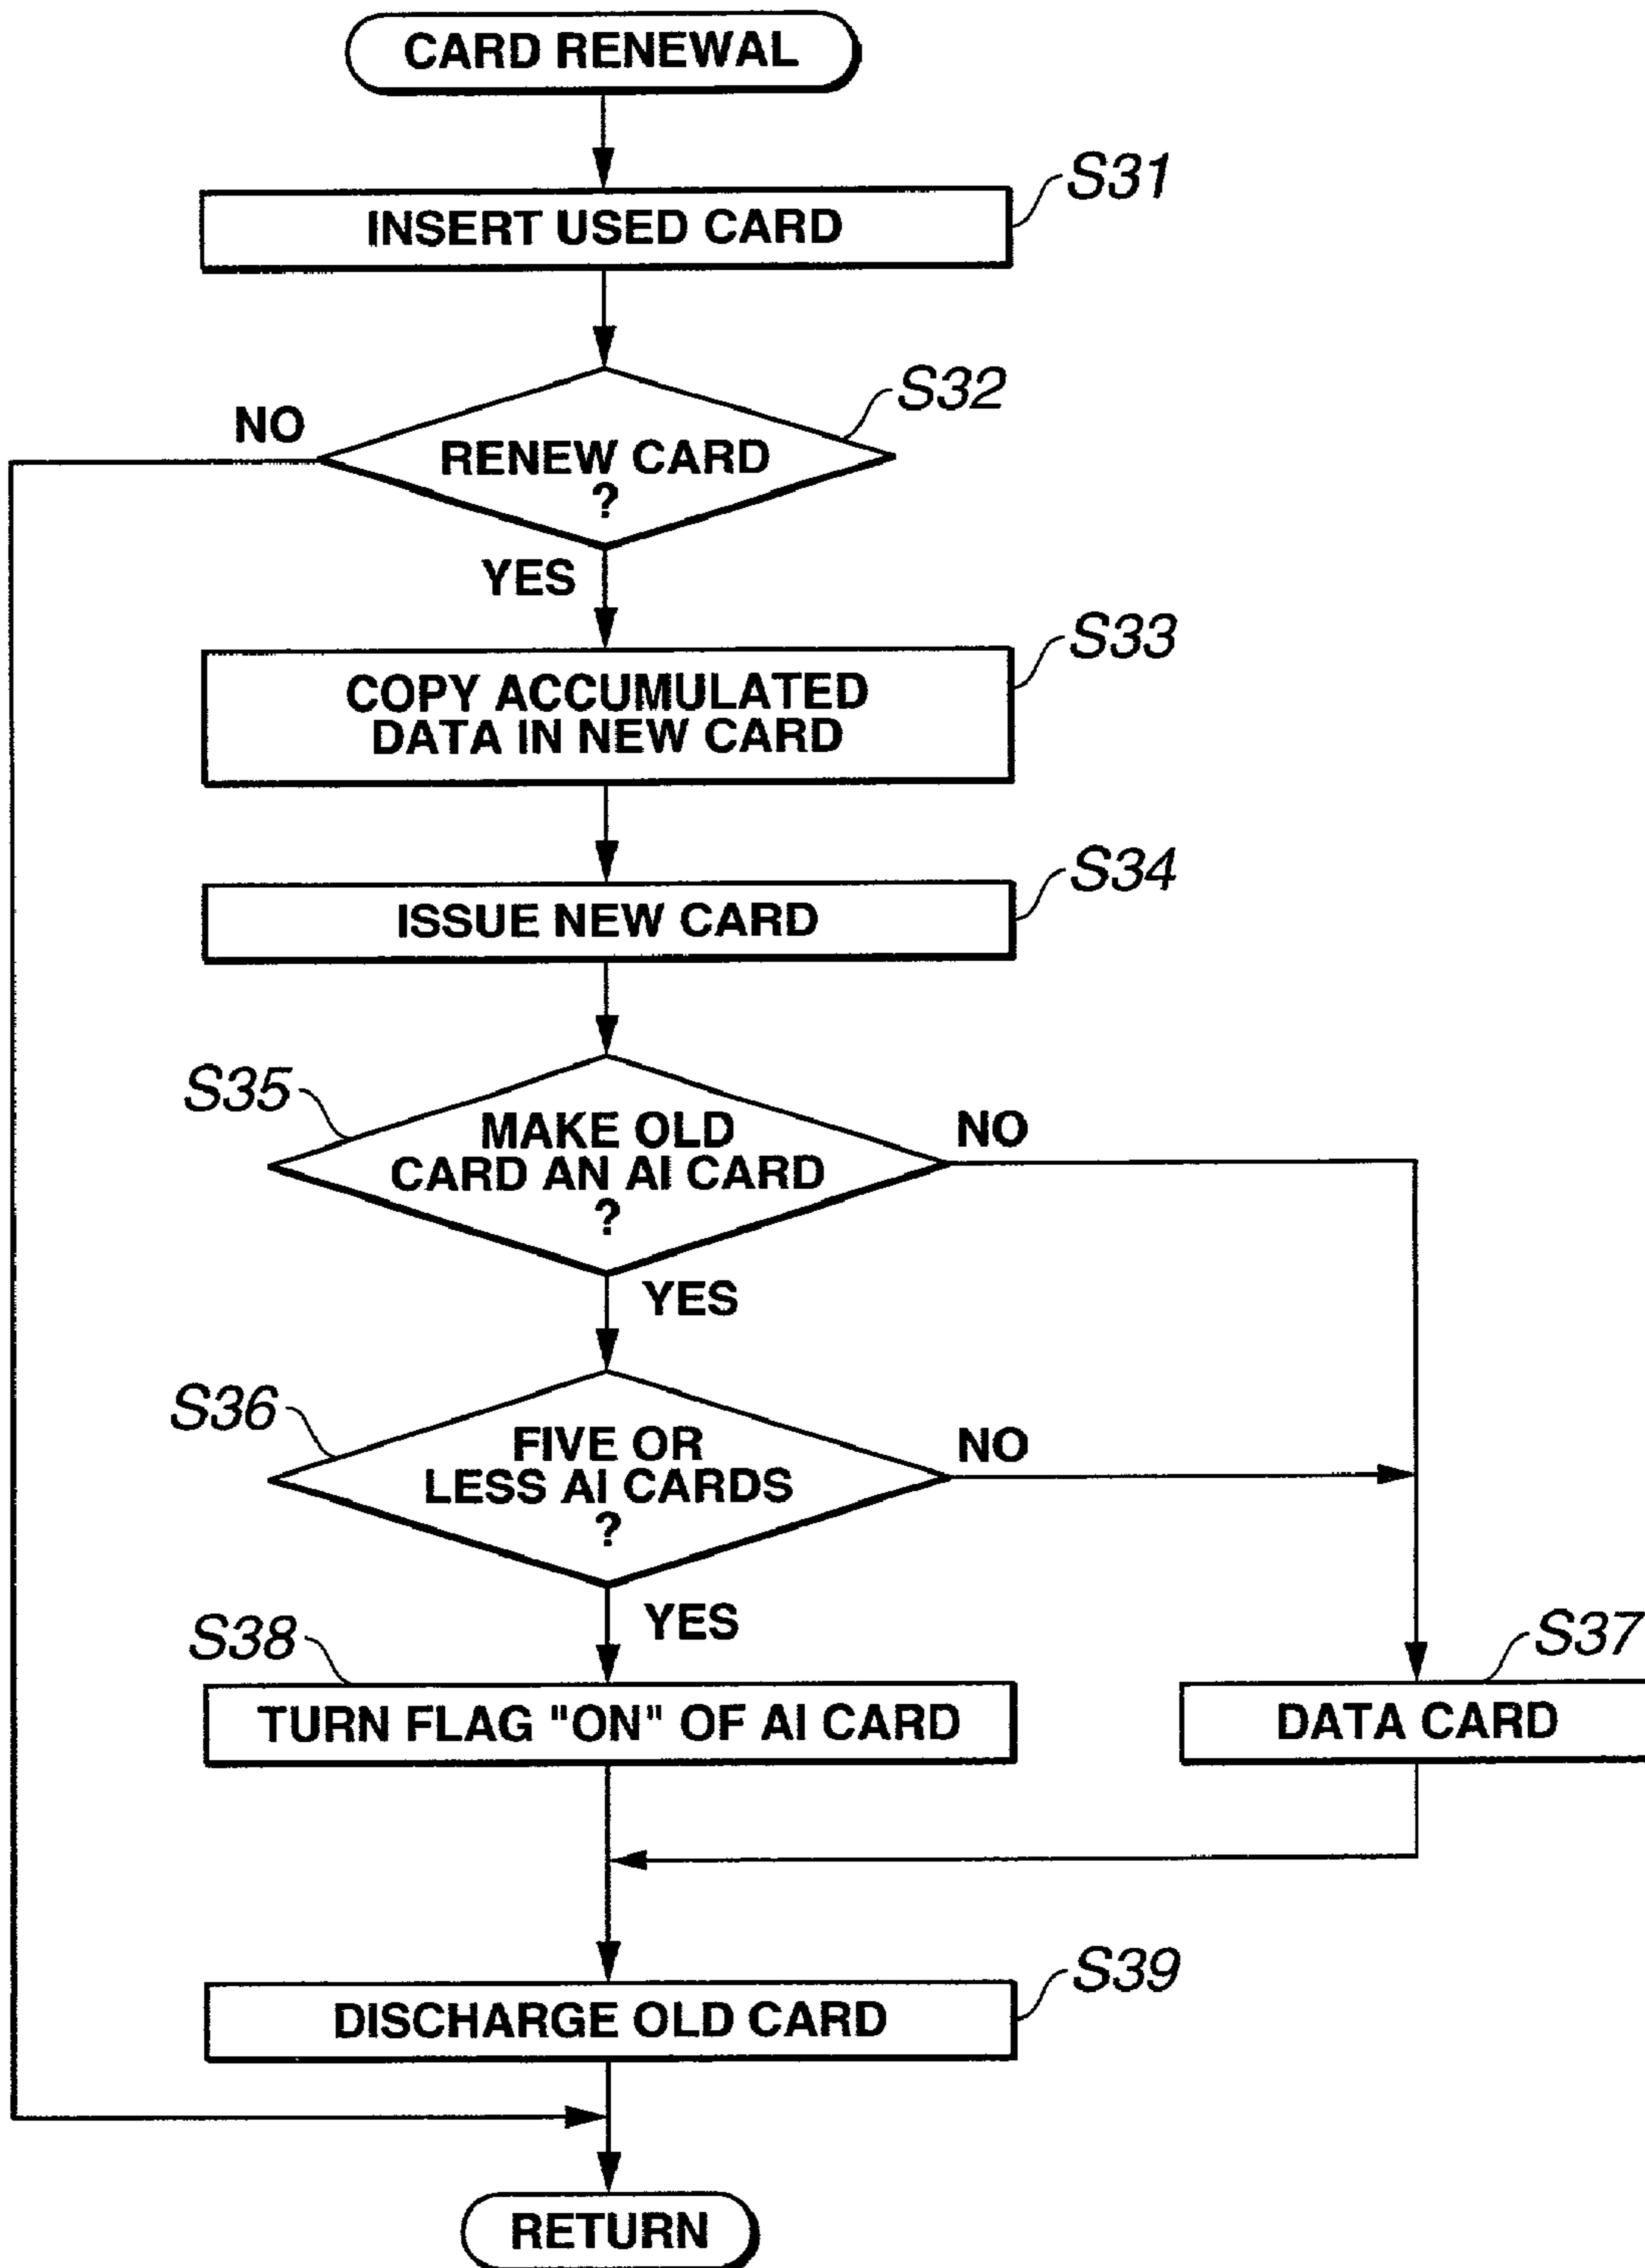 CARD RENEWAL
S31
INSERT USED CARD
S32
NO
RENEW CARD
?
YES
S33
COPY ACCUMULATED
DATA IN NEW CARD
S34
ISSUE NEW CARD
S35
MAKE OLD
CARD AN AI CARD
?
NO
YES
S36
FIVE OR
LESS AI CARDS
?
NO
YES
S38
TURN FLAG "ON" OF AI CARD
S37
DATA CARD
S39
DISCHARGE OLD CARD
RETURN